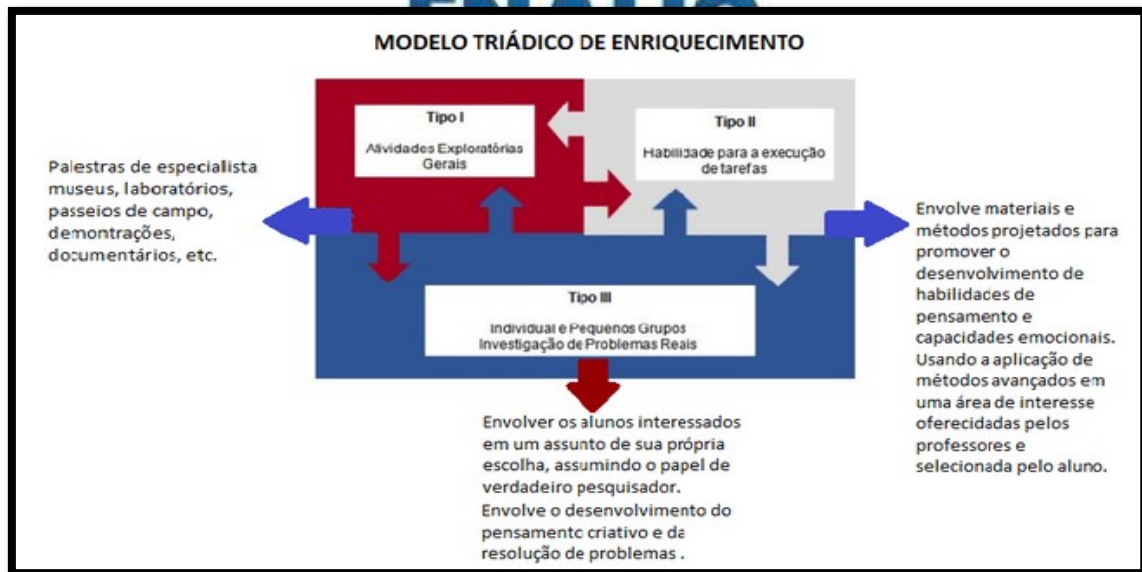 MODELO TRIÁDICO DE ENRIQUECIMENTO
Tipo I
Atividades Exploratórias
Gerais
Tipo II
Habilidade para a execução
de tarefas
Palestras de especialista
museus, laboratórios,
passeios de campo,
demontrações,
documentários, etc.
Envolve materiais e
métodos projetados para
promover o
desenvolvimento de
habilidades de
pensamento e
capacidades emocionais.
Usando a aplicação de
métodos avançados em
uma área de interesse
oferecidadas pelos
professores e
selecionada pelo aluno.
Tipo III
Individual e Pequenos Grupos
Investigação de Problemas Reais
Envolver os alunos interessados
em um assunto de sua própria
escolha, assumindo o papel de
verdadeiro pesquisador.
Envolve o desenvolvimento do
pensamento criativo e da
resolução de problemas .